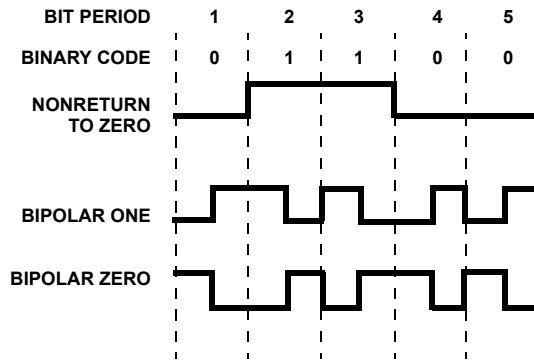 BIT PERIOD 1 2 3 4 5
BINARY CODE 0 1 1 0 0
NONRETURN
TO ZERO
BIPOLAR ONE
BIPOLAR ZERO